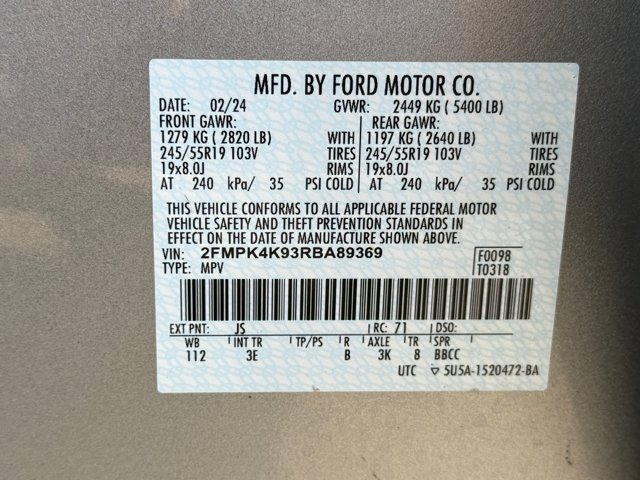 MFD. BY FORD MOTOR CO.
DATE: 02/24 GVWR: 2449 KG ( 5400 LB)
FRONT GAWR: REAR GAWR:
1279 KG ( 2820 LB) WITH 1197 KG ( 2640 LB) WITH
245/55R19 103V TIRES 245/55R19 103V TIRES
19x8.0J RIMS 19x8.0J RIMS
AT 240 kPa/ 35 PSI COLD AT 240 kPa/ 35 PSI COLD
THIS VEHICLE CONFORMS TO ALL APPLICABLE FEDERAL MOTOR
VEHICLE SAFETY AND THEFT PREVENTION STANDARDS IN
EFFECT ON THE DATE OF MANUFACTURE SHOWN ABOVE.
VIN: 2FMPK4K93RBA89369 F0098
TYPE: MPV T0318
EXT PNT: JS RC: 71 DSO:
WB INT TR TP/PS R AXLE TR SPR
112 3E B 3K 8 BBCC
UTC ▽ 5U5A-1520472-BA